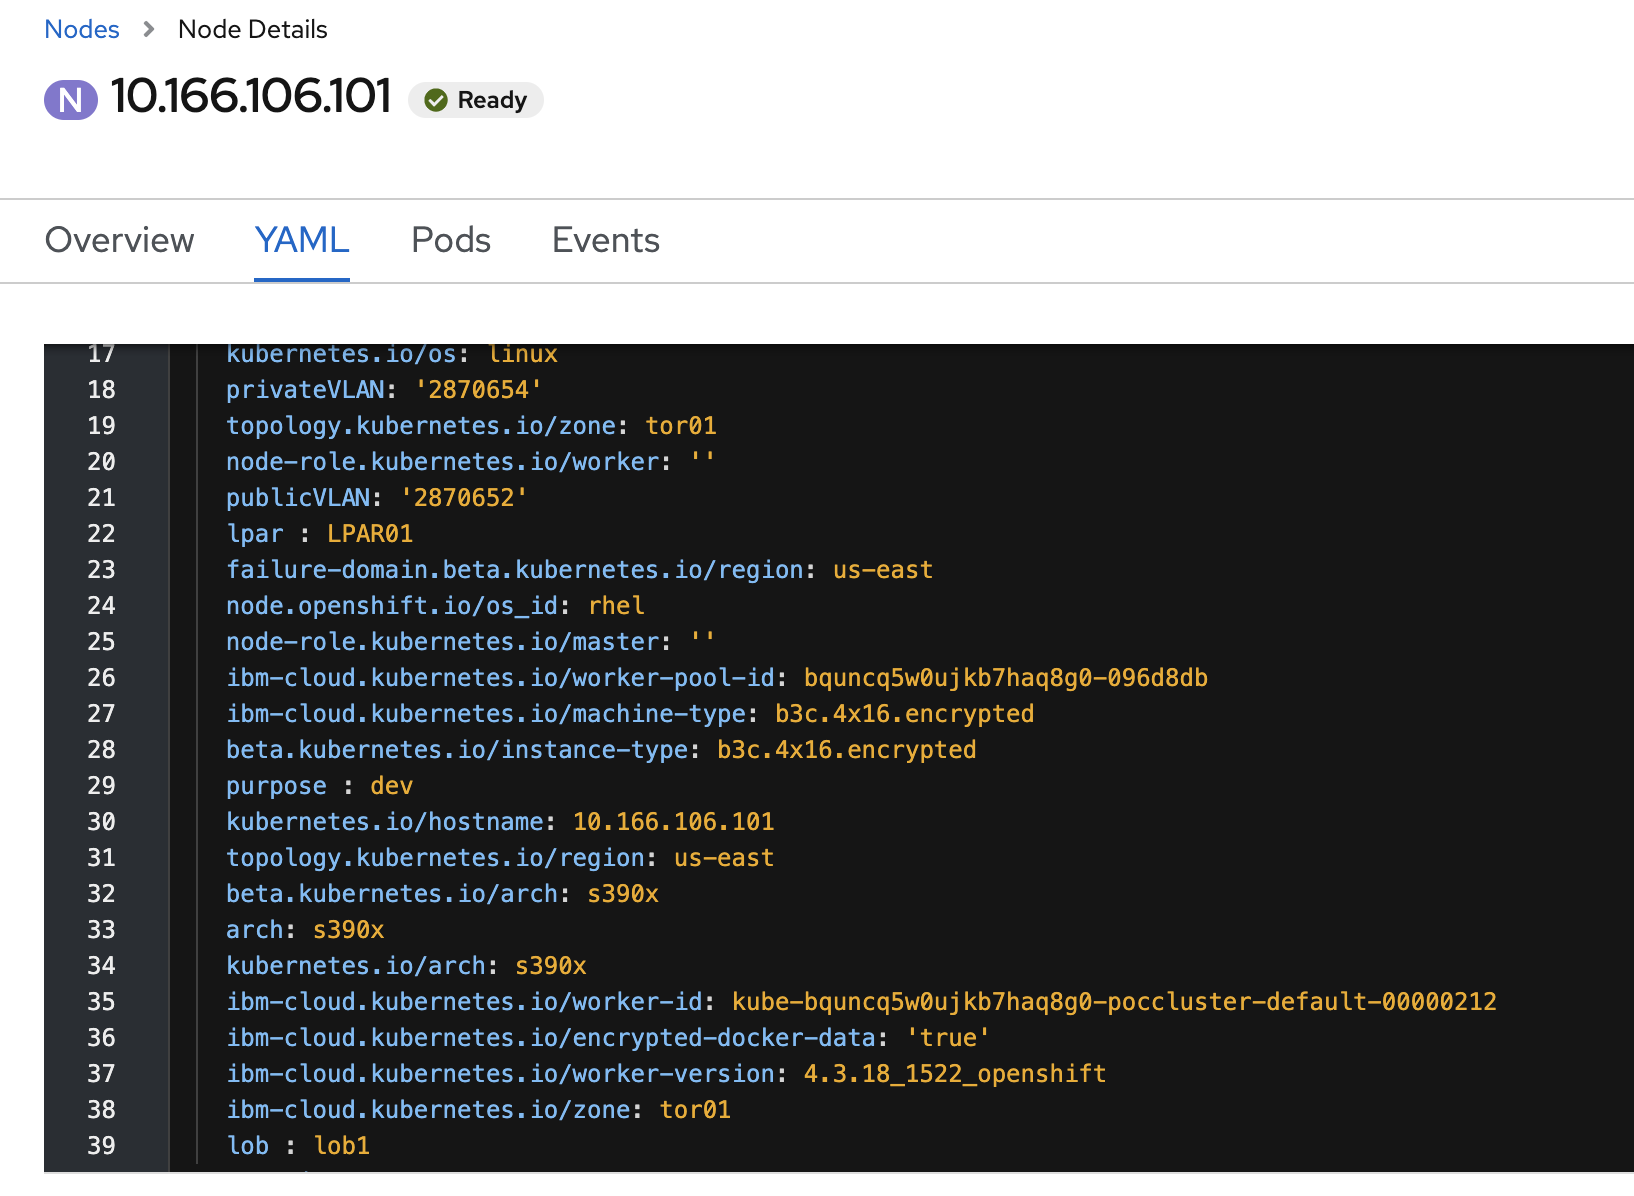 Nodes > Node Details
N 10.166.106.101 Ready
Overview YAML Pods Events
17 kubernetes.io/os: linux
18 privateVLAN: '2870654'
19 topology.kubernetes.io/zone: tor01
20 node-role.kubernetes.io/worker: ''
21 publicVLAN: '2870652'
22 lpar : LPAR01
23 failure-domain.beta.kubernetes.io/region: us-east
24 node.openshift.io/os_id: rhel
25 node-role.kubernetes.io/master: ''
26 ibm-cloud.kubernetes.io/worker-pool-id: bquncq5w0ujkb7haq8g0-096d8db
27 ibm-cloud.kubernetes.io/machine-type: b3c.4x16.encrypted
28 beta.kubernetes.io/instance-type: b3c.4x16.encrypted
29 purpose : dev
30 kubernetes.io/hostname: 10.166.106.101
31 topology.kubernetes.io/region: us-east
32 beta.kubernetes.io/arch: s390x
33 arch: s390x
34 kubernetes.io/arch: s390x
35 ibm-cloud.kubernetes.io/worker-id: kube-bquncq5w0ujkb7haq8g0-poccluster-default-00000212
36 ibm-cloud.kubernetes.io/encrypted-docker-data: 'true'
37 ibm-cloud.kubernetes.io/worker-version: 4.3.18_1522_openshift
38 ibm-cloud.kubernetes.io/zone: tor01
39 lob : lob1